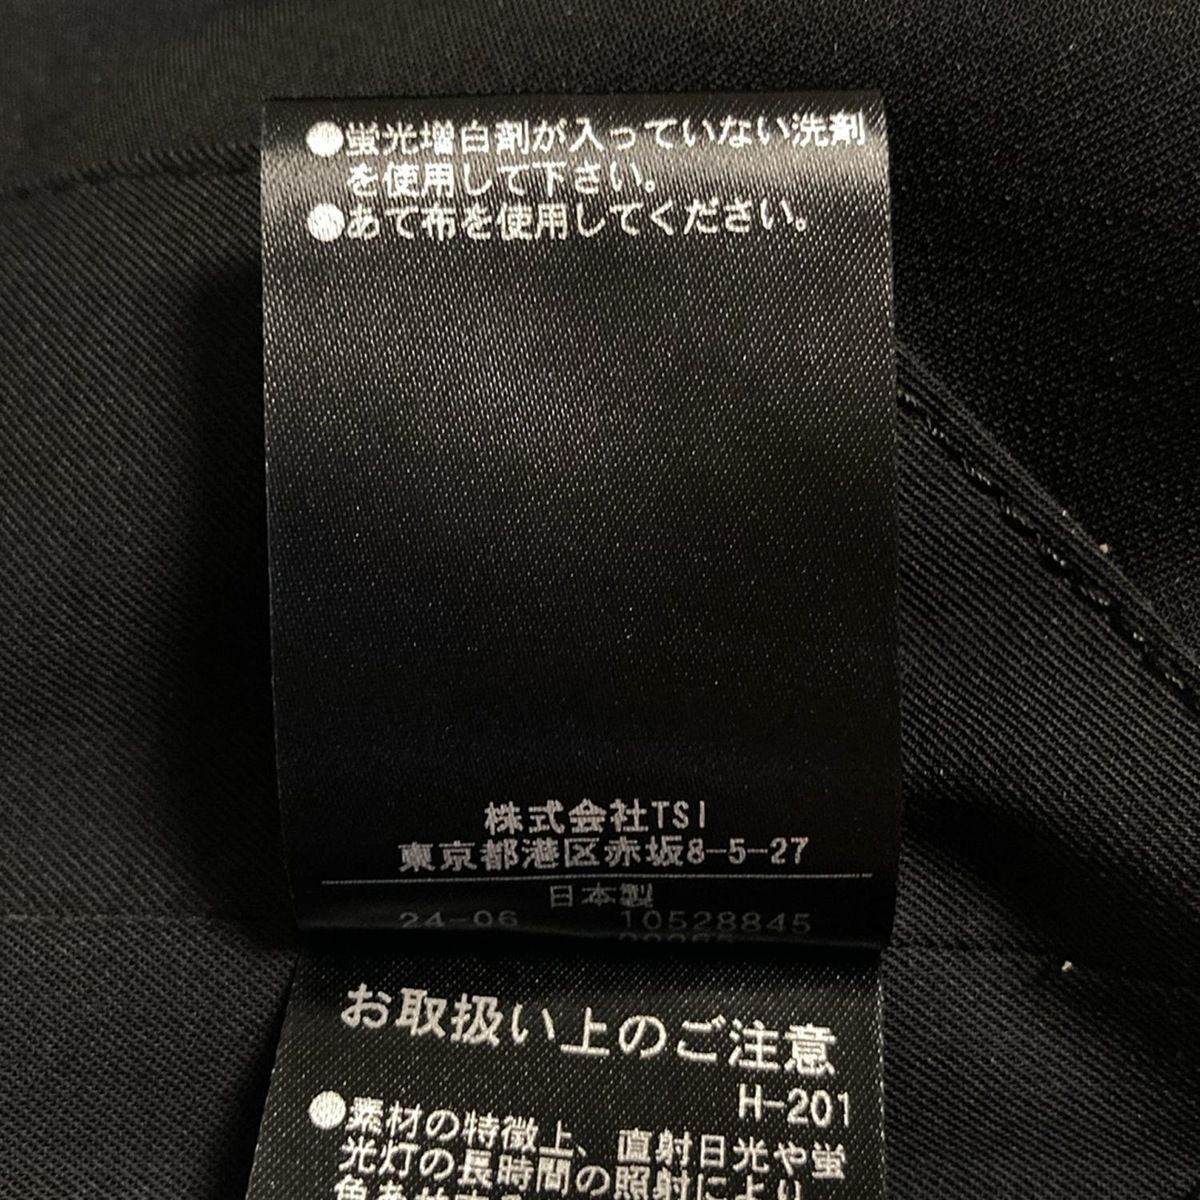 ●蛍光増白剤が入っていない洗剤
を使用して下さい。
●あて布を使用してください。
株式会社TSI
東京都港区赤坂8-5-27
日本製
24-06 10528845
お取扱い上のご注意
H-201
●素材の特徴上、直射日光や蛍
光灯の長時間の照射により